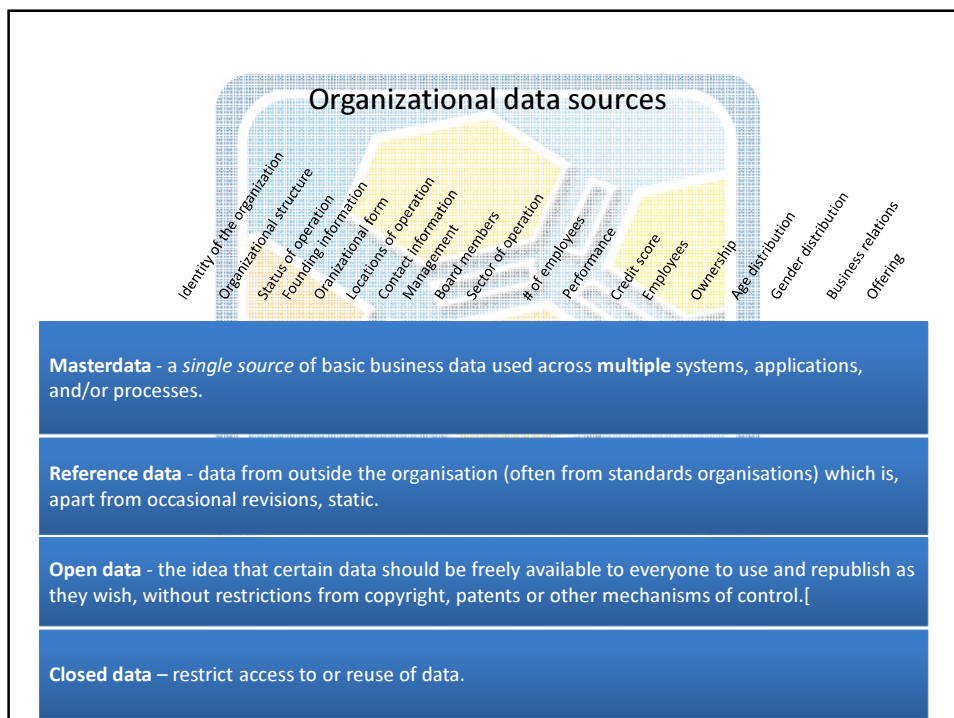 Organizational data sources
Identity of the organization
Organizational structure
Status of operation
Founding information
Oranizational form
Locations of operation
Contact information
Management
Board members
Sector of operation
# of employees
Performance
Credit score
Employees
Ownership
Age distribution
Gender distribution
Business relations
Offering
Masterdata - a single source of basic business data used across multiple systems, applications,
and/or processes.
Reference data - data from outside the organisation (often from standards organisations) which is,
apart from occasional revisions, static.
Open data - the idea that certain data should be freely available to everyone to use and republish as
they wish, without restrictions from copyright, patents or other mechanisms of control.[
Closed data – restrict access to or reuse of data.